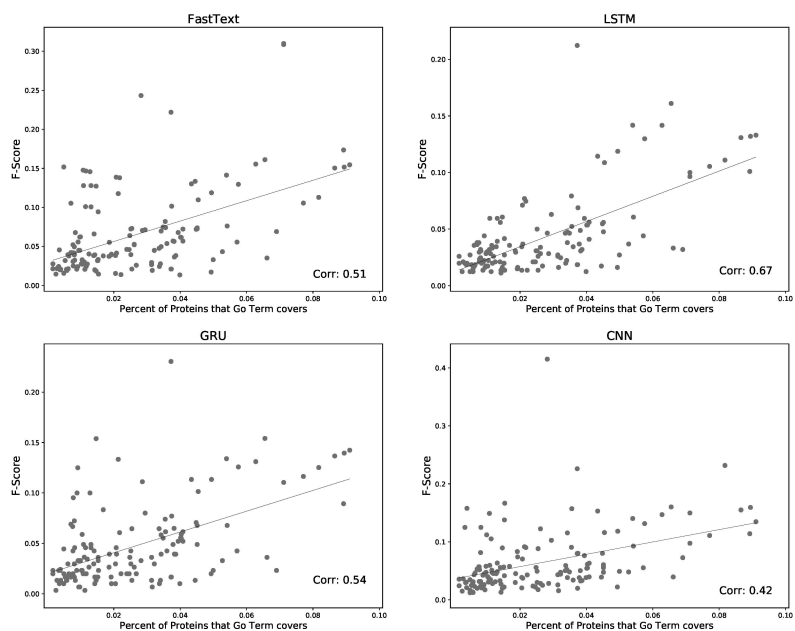 FastText
F-Score
0.30
0.25
0.20
0.15
0.10
0.05
0.00
Corr: 0.51
0.02 0.04 0.06 0.08 0.10
Percent of Proteins that Go Term covers
LSTM
F-Score
0.20
0.15
0.10
0.05
0.00
Corr: 0.67
0.02 0.04 0.06 0.08 0.10
Percent of Proteins that Go Term covers
GRU
F-Score
0.20
0.15
0.10
0.05
0.00
Corr: 0.54
0.02 0.04 0.06 0.08 0.10
Percent of Proteins that Go Term covers
CNN
F-Score
0.4
0.3
0.2
0.1
0.0
Corr: 0.42
0.02 0.04 0.06 0.08 0.10
Percent of Proteins that Go Term covers